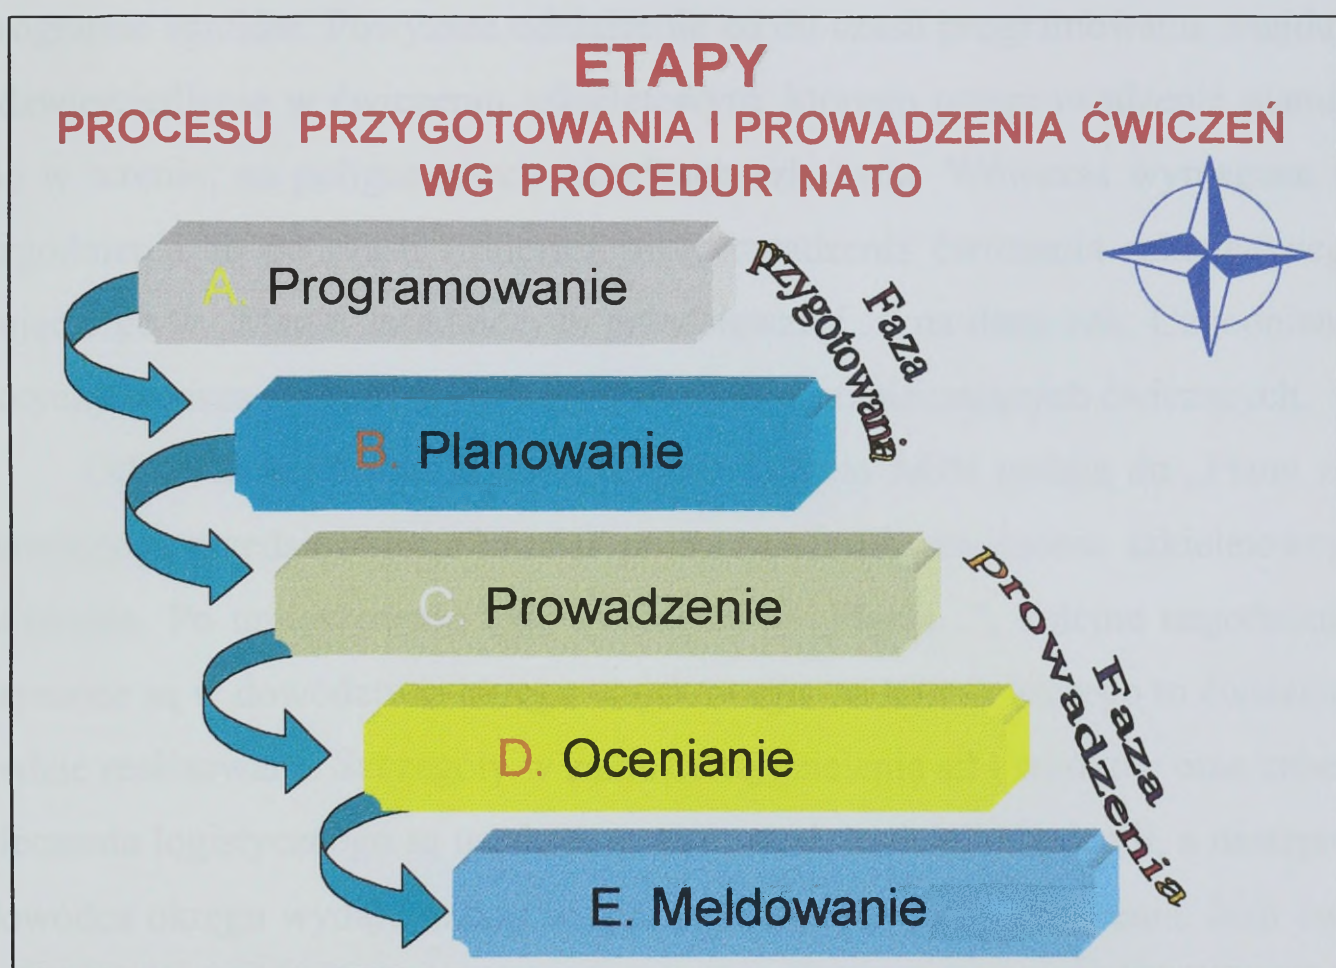 ETAPY
PROCESU PRZYGOTOWANIA I PROWADZENIA ĆWICZEŃ
WG PROCEDUR NATO
A. Programowanie
Faza
przygotowania
B. Planowanie
C. Prowadzenie
Faza
prowadzenia
D. Ocenianie
E. Meldowanie